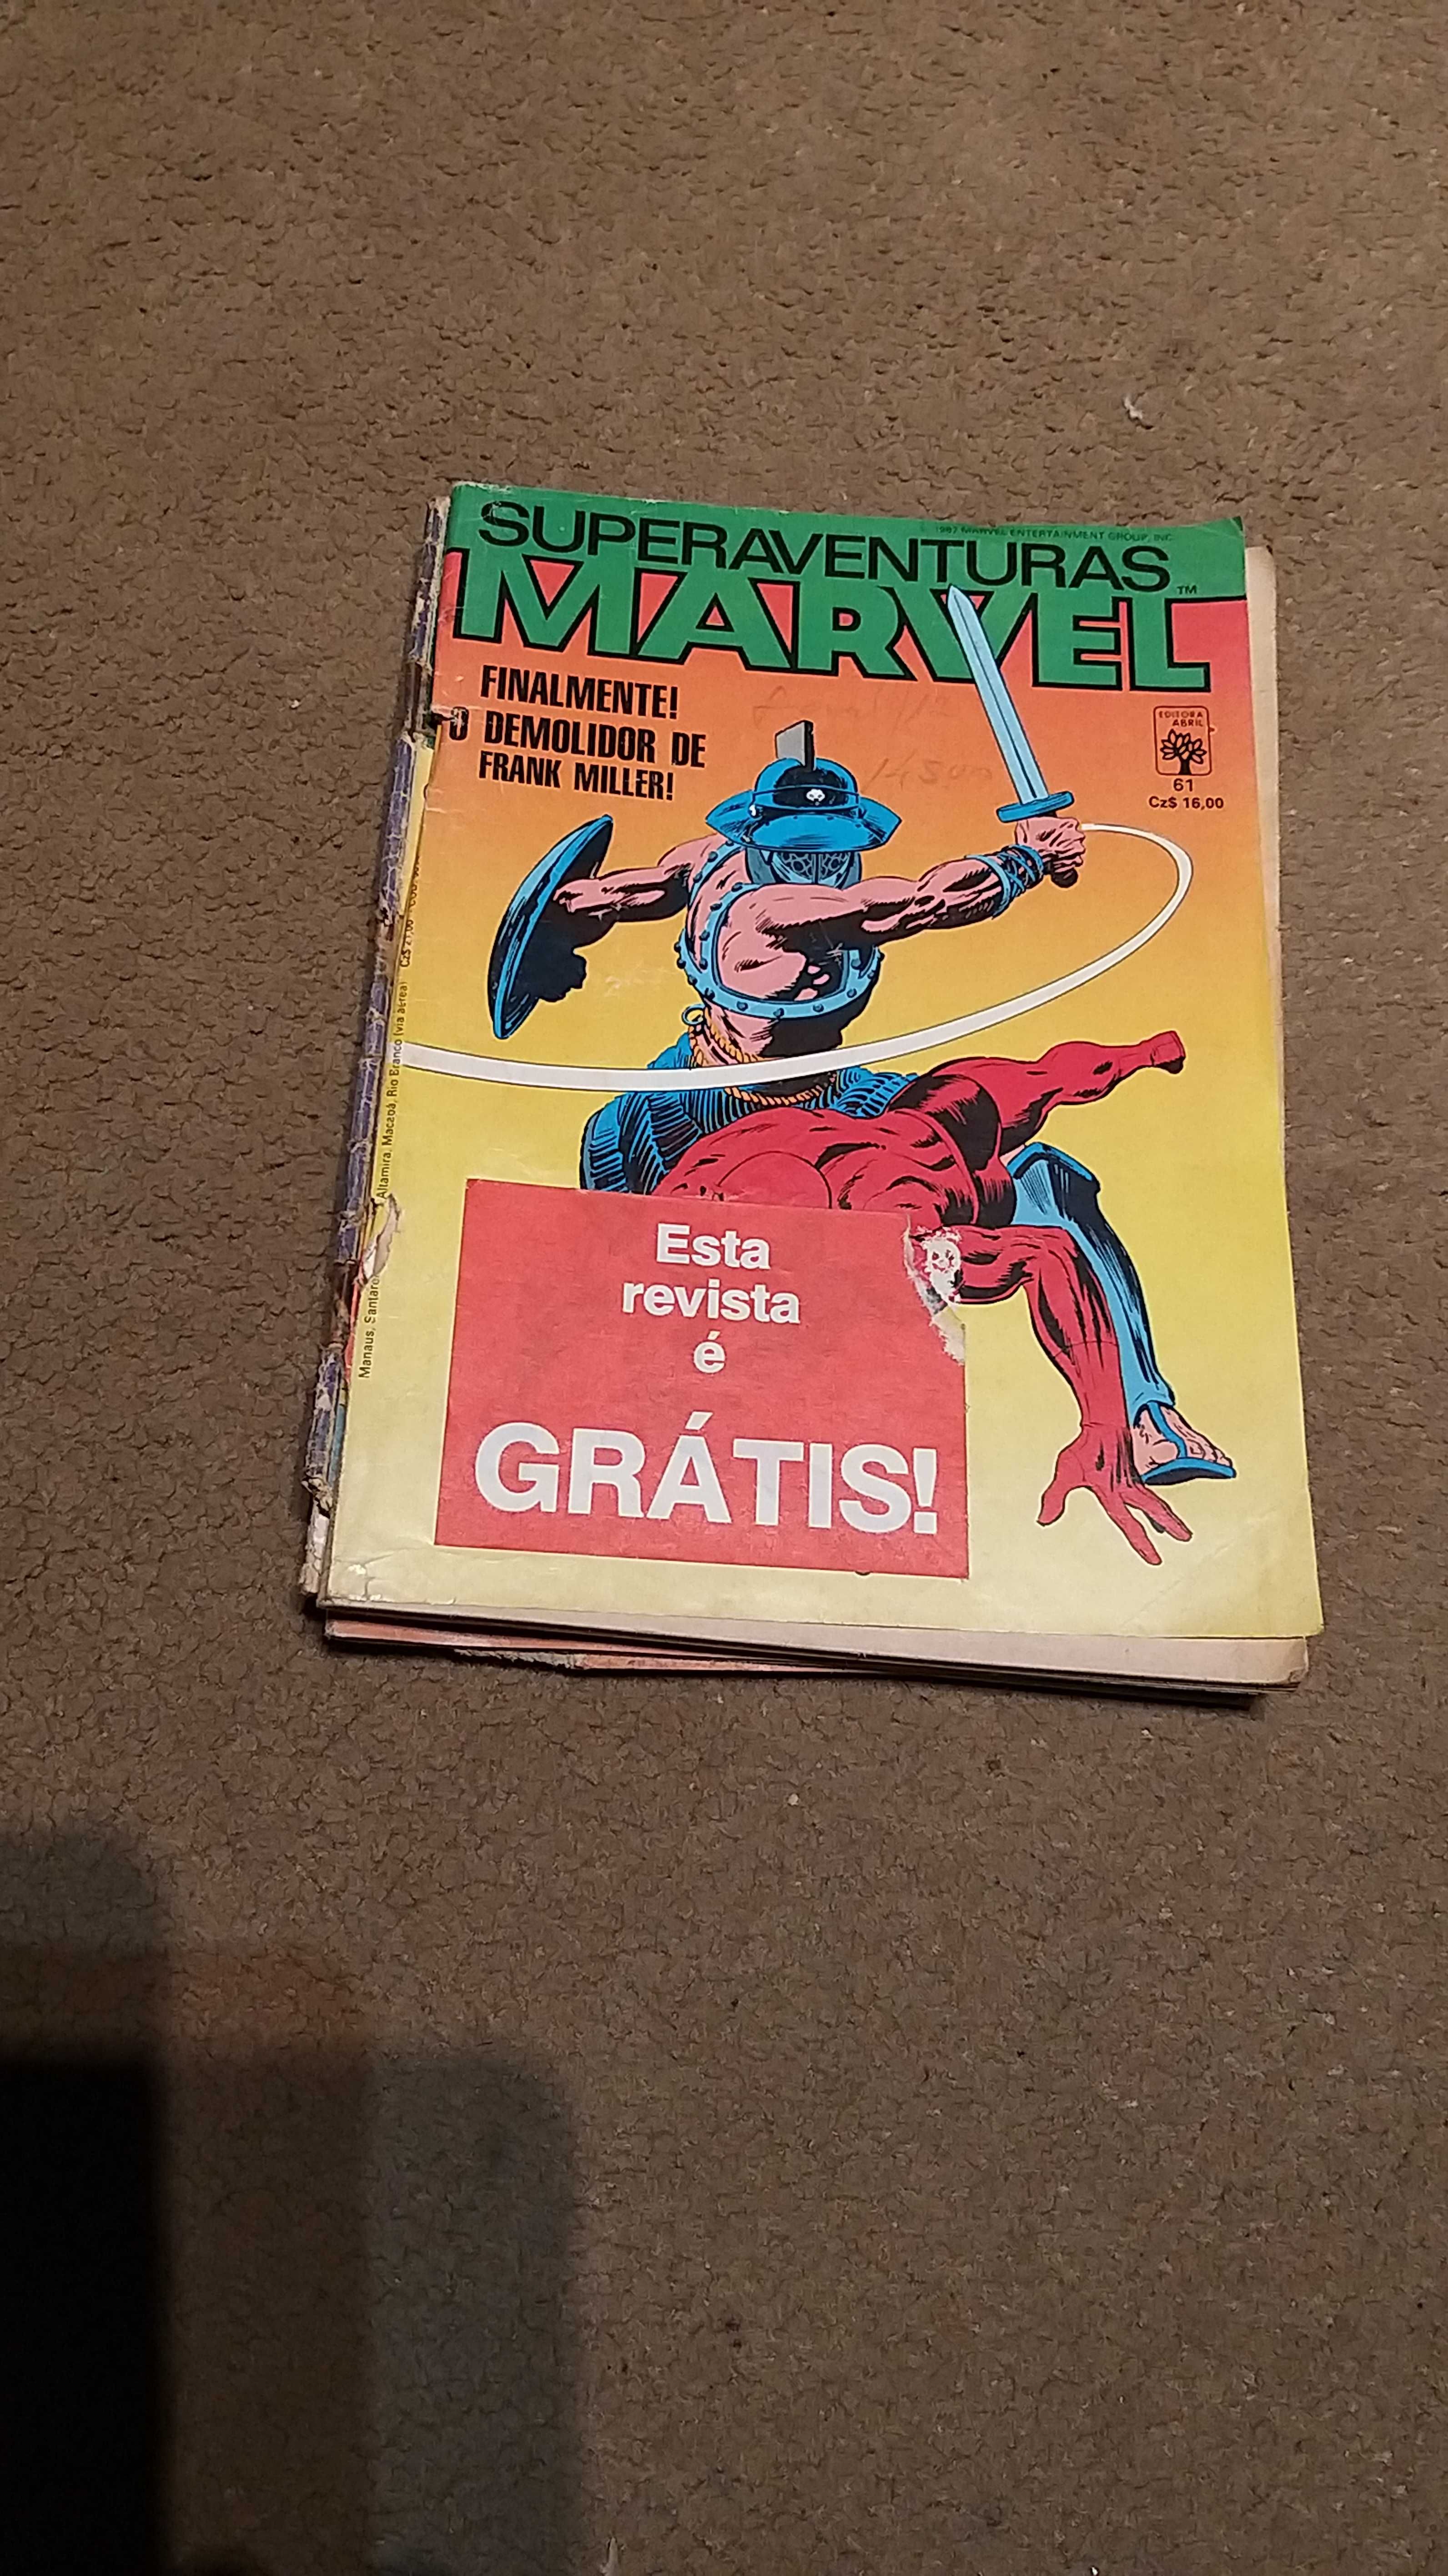 SUPERAVENTURAS
1987 MARVEL ENTERTAINMENT GROUP, INC.
MARVEL TM
FINALMENTE!
O DEMOLIDOR DE
FRANK MILLER!
EDITORA
ABRIL
61
Cz$ 16,00
Altamira, Macapá, Rio Branco (via aérea)
Manaus,
Esta
revista
é
GRÁTIS!